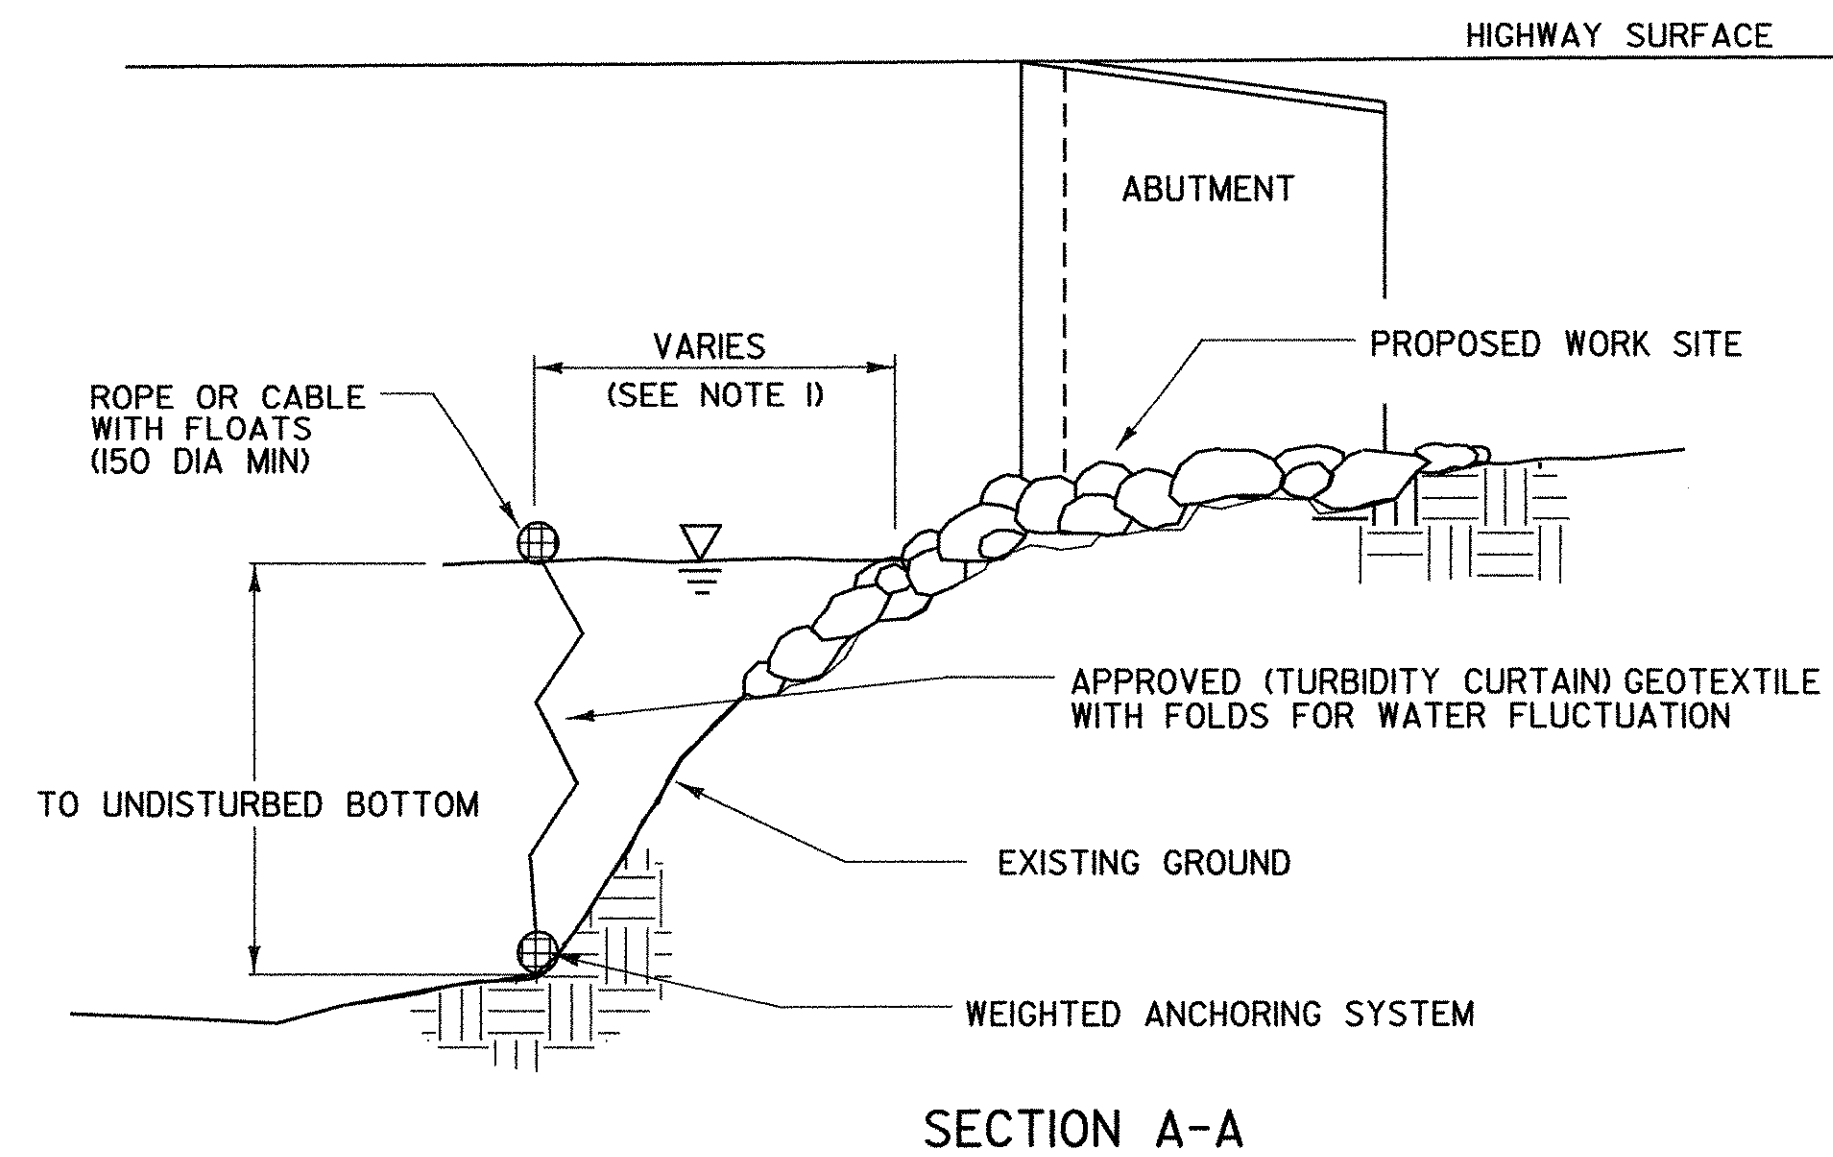 HIGHWAY SURFACE
ABUTMENT
VARIES
(SEE NOTE 1)
PROPOSED WORK SITE
ROPE OR CABLE
WITH FLOATS
(150 DIA MIN)
APPROVED (TURBIDITY CURTAIN) GEOTEXTILE
WITH FOLDS FOR WATER FLUCTUATION
TO UNDISTURBED BOTTOM
EXISTING GROUND
WEIGHTED ANCHORING SYSTEM
SECTION A-A